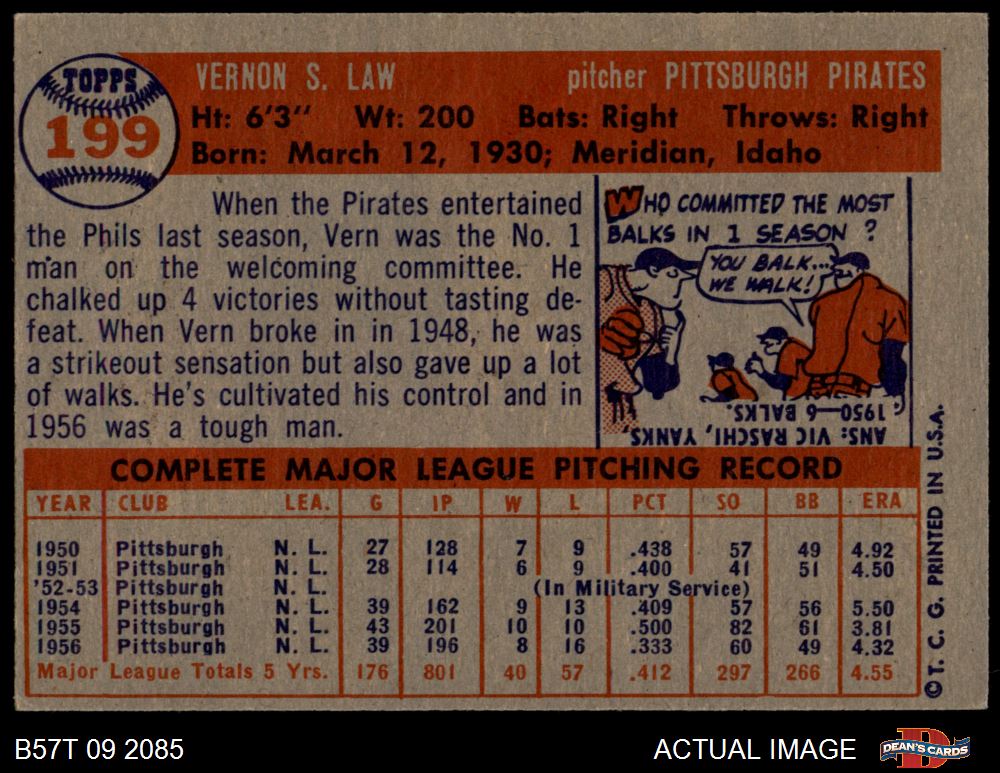 TOPPS
199
VERNON S. LAW pitcher PITTSBURGH PIRATES
Ht: 6'3" Wt: 200 Bats: Right Throws: Right
Born: March 12, 1930; Meridian, Idaho
When the Pirates entertained
the Phils last season, Vern was the No. 1
man on the welcoming committee. He
chalked up 4 victories without tasting de-
feat. When Vern broke in in 1948, he was
a strikeout sensation but also gave up a lot
of walks. He's cultivated his control and in
1956 was a tough man.
WHO COMMITTED THE MOST
BALKS IN 1 SEASON ?
YOU BALK...
WE WALK!
ANS: VIC RASCHI, YANKS,
1950—6 BALKS.
COMPLETE MAJOR LEAGUE PITCHING RECORD
YEAR CLUB LEA. G IP W L PCT SO BB ERA
1950 Pittsburgh N. L. 27 128 7 9 .438 57 49 4.92
1951 Pittsburgh N. L. 28 114 6 9 .400 41 51 4.50
'52-53 Pittsburgh N. L. (In Military Service)
1954 Pittsburgh N. L. 39 162 9 13 .409 57 56 5.50
1955 Pittsburgh N. L. 43 201 10 10 .500 82 61 3.81
1956 Pittsburgh N. L. 39 196 8 16 .333 60 49 4.32
Major League Totals 5 Yrs. 176 801 40 57 .412 297 266 4.55
©T. C. G. PRINTED IN U.S.A.
B57T 09 2085 ACTUAL IMAGE DEAN'S CARDS